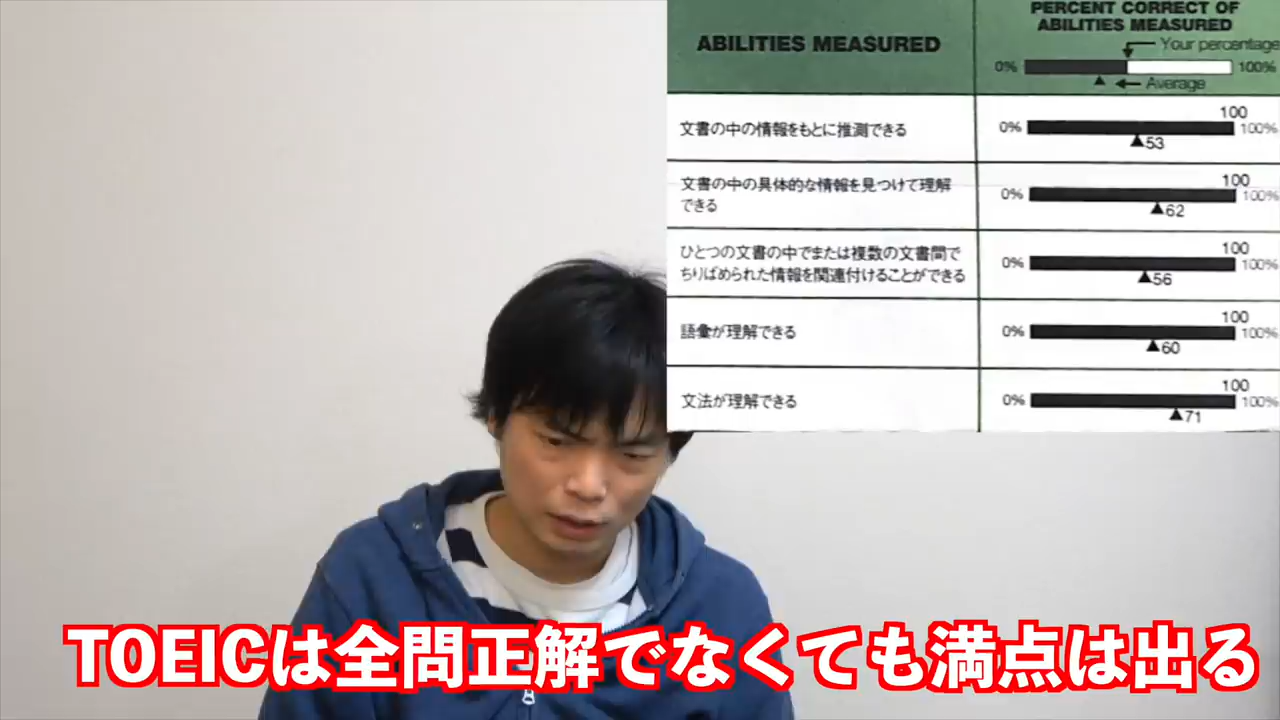 ABILITIES MEASURED
PERCENT CORRECT OF
ABILITIES MEASURED
Your percentage
0% 100%
Average
文書の中の情報をもとに推測できる
100
0% 100%
53
文書の中の具体的な情報を見つけて理解
できる
100
0% 100%
62
ひとつの文書の中でまたは複数の文書間で
ちりばめられた情報を関連付けることができる
100
0% 100%
56
語彙が理解できる
100
0% 100%
60
文法が理解できる
100
0% 100%
71
TOEICは全問正解でなくても満点は出る